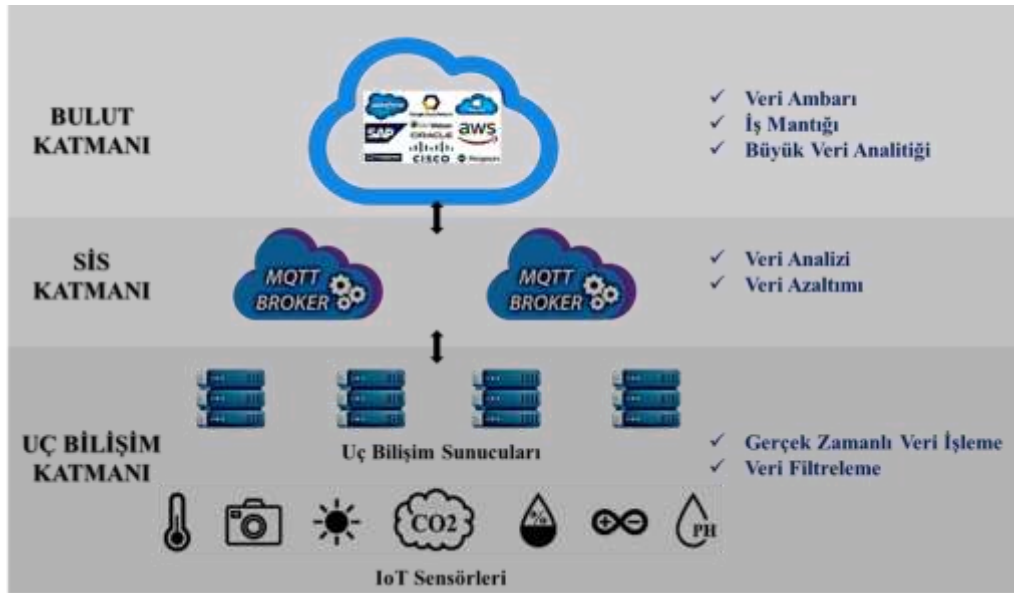 BULUT
KATMANI
SAP
ORACLE
aws
CISCO
✓ Veri Ambarı
✓ İş Mantığı
✓ Büyük Veri Analitiği
SİS
KATMANI
MQTT
BROKER
MQTT
BROKER
✓ Veri Analizi
✓ Veri Azaltımı
UÇ BİLİŞİM
KATMANI
Uç Bilişim Sunucuları
✓ Gerçek Zamanlı Veri İşleme
✓ Veri Filtreleme
CO2
%
PH
IoT Sensörleri